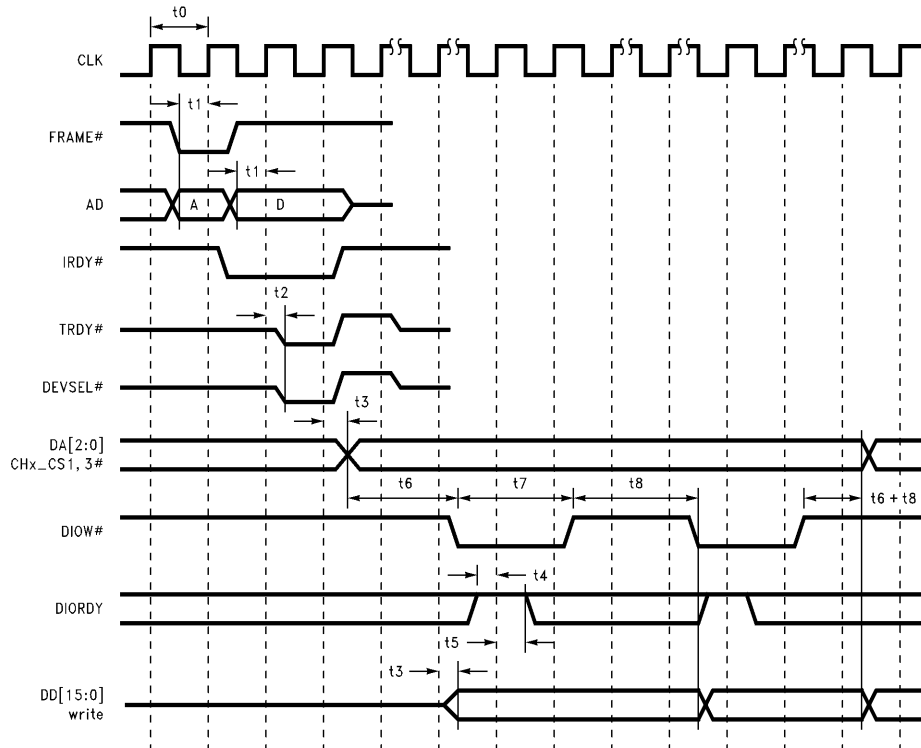 t0
CLK
t1
FRAME#
t1
AD
A
D
IRDY#
t2
TRDY#
DEVSEL#
t3
DA[2:0]
CHx_CS1, 3#
t6
t7
t8
t6 + t8
DIOW#
t4
DIORDY
t5
t3
DD[15:0]
write